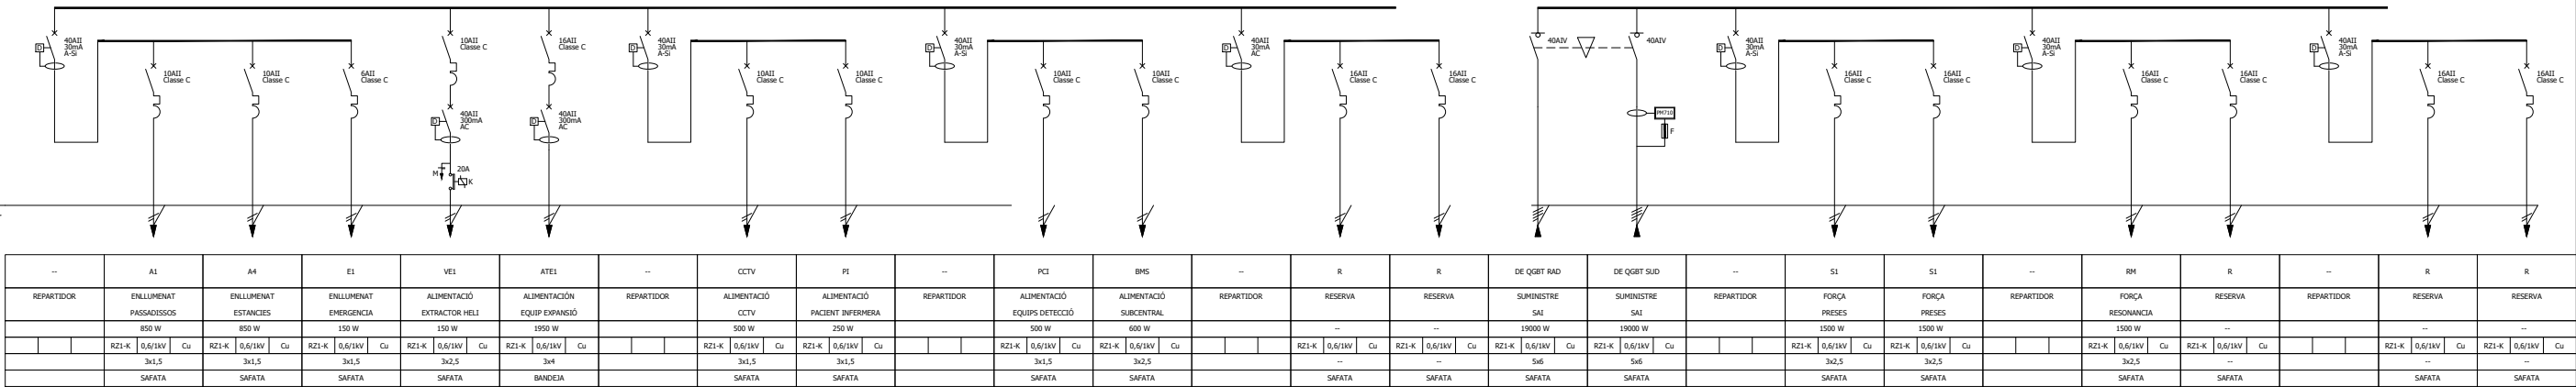 40AII
30mA
A-Si
D
10AII
Classe C
10AII
Classe C
6AII
Classe C
10AII
Classe C
40AII
300mA
AC
D
M
20A
K
16AII
Classe C
40AII
300mA
AC
D
40AII
30mA
A-Si
D
10AII
Classe C
10AII
Classe C
40AII
30mA
A-Si
D
10AII
Classe C
10AII
Classe C
40AII
30mA
AC
D
16AII
Classe C
16AII
Classe C
40AIV
40AIV
PM710
F
40AII
30mA
A-Si
D
16AII
Classe C
16AII
Classe C
40AII
30mA
A-Si
D
16AII
Classe C
16AII
Classe C
40AII
30mA
A-Si
D
16AII
Classe C
16AII
Classe C
-- A1 A4 E1 VE1 ATE1 -- CCTV PI -- PCI BMS -- R R DE QGBT RAD DE QGBT SUD -- S1 S1 -- RM R -- R R
REPARTIDOR ENLLUMENAT ENLLUMENAT ENLLUMENAT ALIMENTACIÓ ALIMENTACIÓN REPARTIDOR ALIMENTACIÓ ALIMENTACIÓ REPARTIDOR ALIMENTACIÓ ALIMENTACIÓ REPARTIDOR RESERVA RESERVA SUMINISTRE SUMINISTRE REPARTIDOR FORÇA FORÇA REPARTIDOR FORÇA RESERVA REPARTIDOR RESERVA RESERVA
PASSADISSOS ESTANCIES EMERGENCIA EXTRACTOR HELI EQUIP EXPANSIÓ CCTV PACIENT INFERMERA EQUIPS DETECCIÓ SUBCENTRAL SAI SAI PRESES PRESES RESONANCIA
850 W 850 W 150 W 150 W 1950 W 500 W 250 W 500 W 600 W -- -- 19000 W 19000 W 1500 W 1500 W 1500 W -- -- --
RZ1-K 0,6/1kV Cu RZ1-K 0,6/1kV Cu RZ1-K 0,6/1kV Cu RZ1-K 0,6/1kV Cu RZ1-K 0,6/1kV Cu RZ1-K 0,6/1kV Cu RZ1-K 0,6/1kV Cu RZ1-K 0,6/1kV Cu RZ1-K 0,6/1kV Cu RZ1-K 0,6/1kV Cu RZ1-K 0,6/1kV Cu RZ1-K 0,6/1kV Cu RZ1-K 0,6/1kV Cu RZ1-K 0,6/1kV Cu RZ1-K 0,6/1kV Cu RZ1-K 0,6/1kV Cu RZ1-K 0,6/1kV Cu RZ1-K 0,6/1kV Cu RZ1-K 0,6/1kV Cu
3x1,5 3x1,5 3x1,5 3x2,5 3x4 3x1,5 3x1,5 3x1,5 3x2,5 -- -- 5x6 5x6 3x2,5 3x2,5 3x2,5 -- -- --
SAFATA SAFATA SAFATA SAFATA BANDEJA SAFATA SAFATA SAFATA SAFATA SAFATA SAFATA SAFATA SAFATA SAFATA SAFATA SAFATA SAFATA SAFATA SAFATA